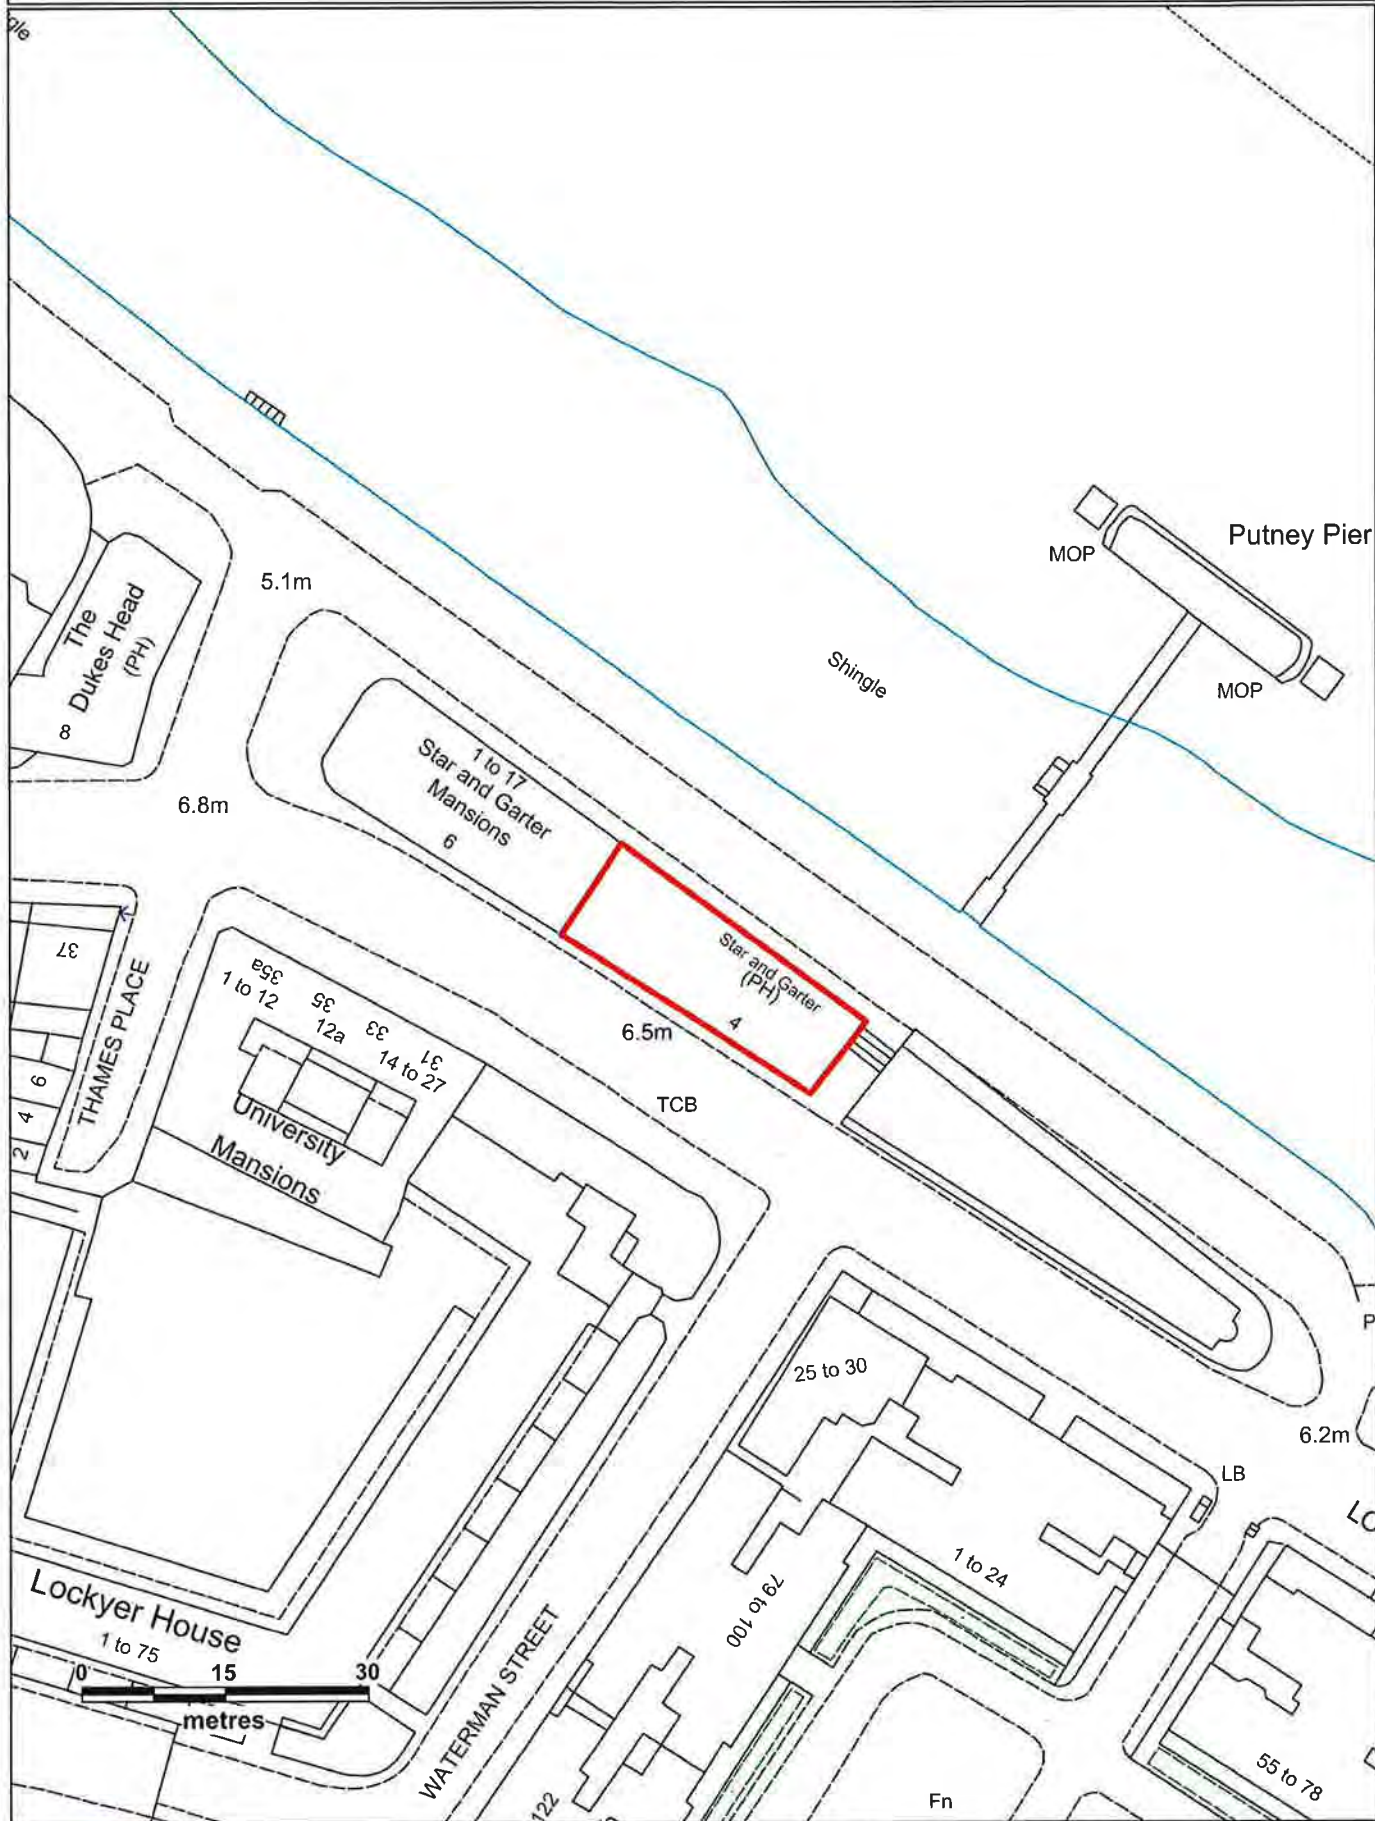 Putney Pier
MOP
MOP
Shingle
5.1m
The
Dukes Head
(PH)
8
6.8m
1 to 17
Star and Garter
Mansions
6
Star and Garter
(PH)
4
6.5m
TCB
37
THAMES PLACE
6
4
2
35a
1 to 12
35
12a
33
31
14 to 27
University
Mansions
25 to 30
6.2m
LB
1 to 24
79 to 100
Lockyer House
1 to 75
0 15 30
metres
WATERMAN STREET
122
Fn
55 to 78